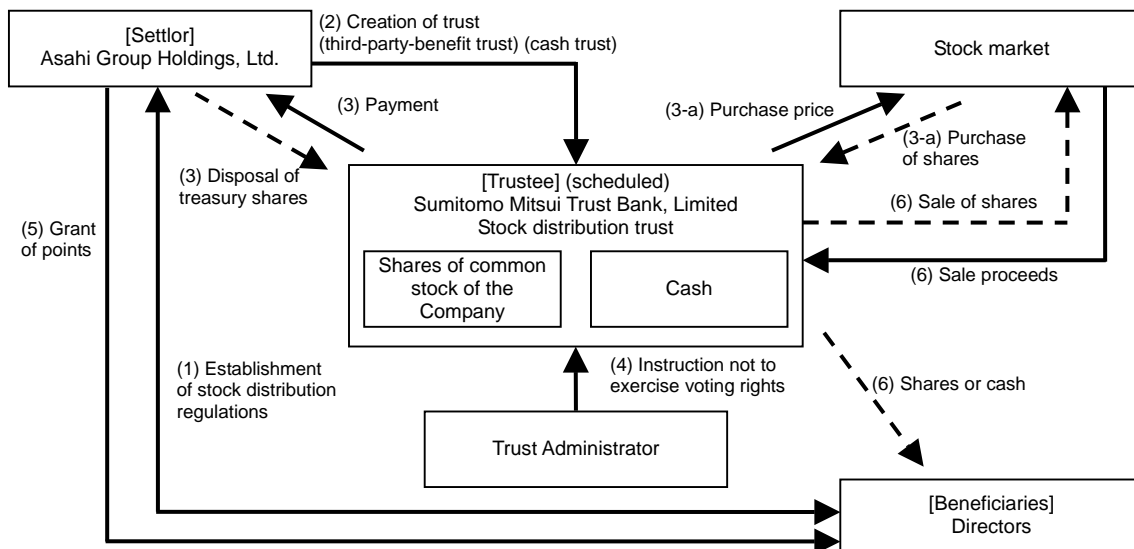 [Settlor]
Asahi Group Holdings, Ltd.
(2) Creation of trust
(third-party-benefit trust) (cash trust)
Stock market
(3) Payment
(3-a) Purchase price
(3-a) Purchase
of shares
(3) Disposal of
treasury shares
[Trustee] (scheduled)
Sumitomo Mitsui Trust Bank, Limited
Stock distribution trust
(6) Sale of shares
(5) Grant
of points
Shares of common
stock of the
Company
Cash
(6) Sale proceeds
(1) Establishment
of stock distribution
regulations
(4) Instruction not to
exercise voting rights
(6) Shares or cash
Trust Administrator
[Beneficiaries]
Directors